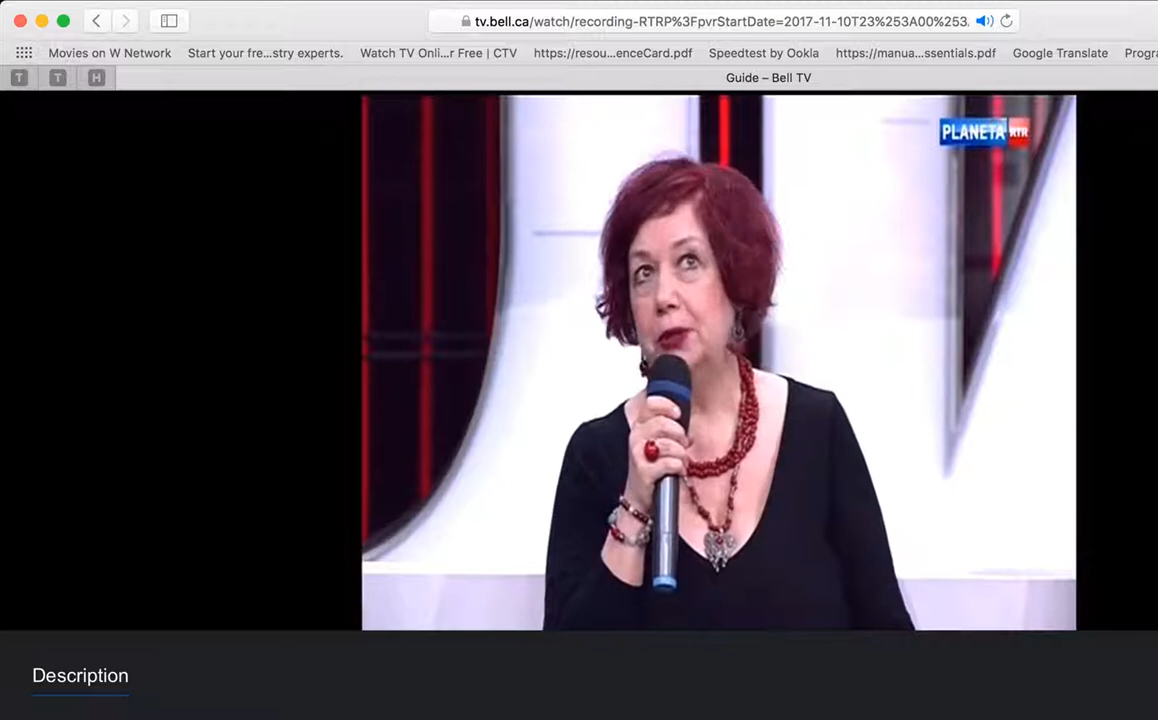 tv.bell.ca/watch/recording-RTRP%3FpvrStartDate=2017-11-10T23%253A00%253.
Movies on W Network Start your fre...stry experts. Watch TV Onli...r Free | CTV https://resou...enceCard.pdf Speedtest by Ookla https://manua...ssentials.pdf Google Translate Progra
T T H Guide – Bell TV
PLANETA RTR
Description